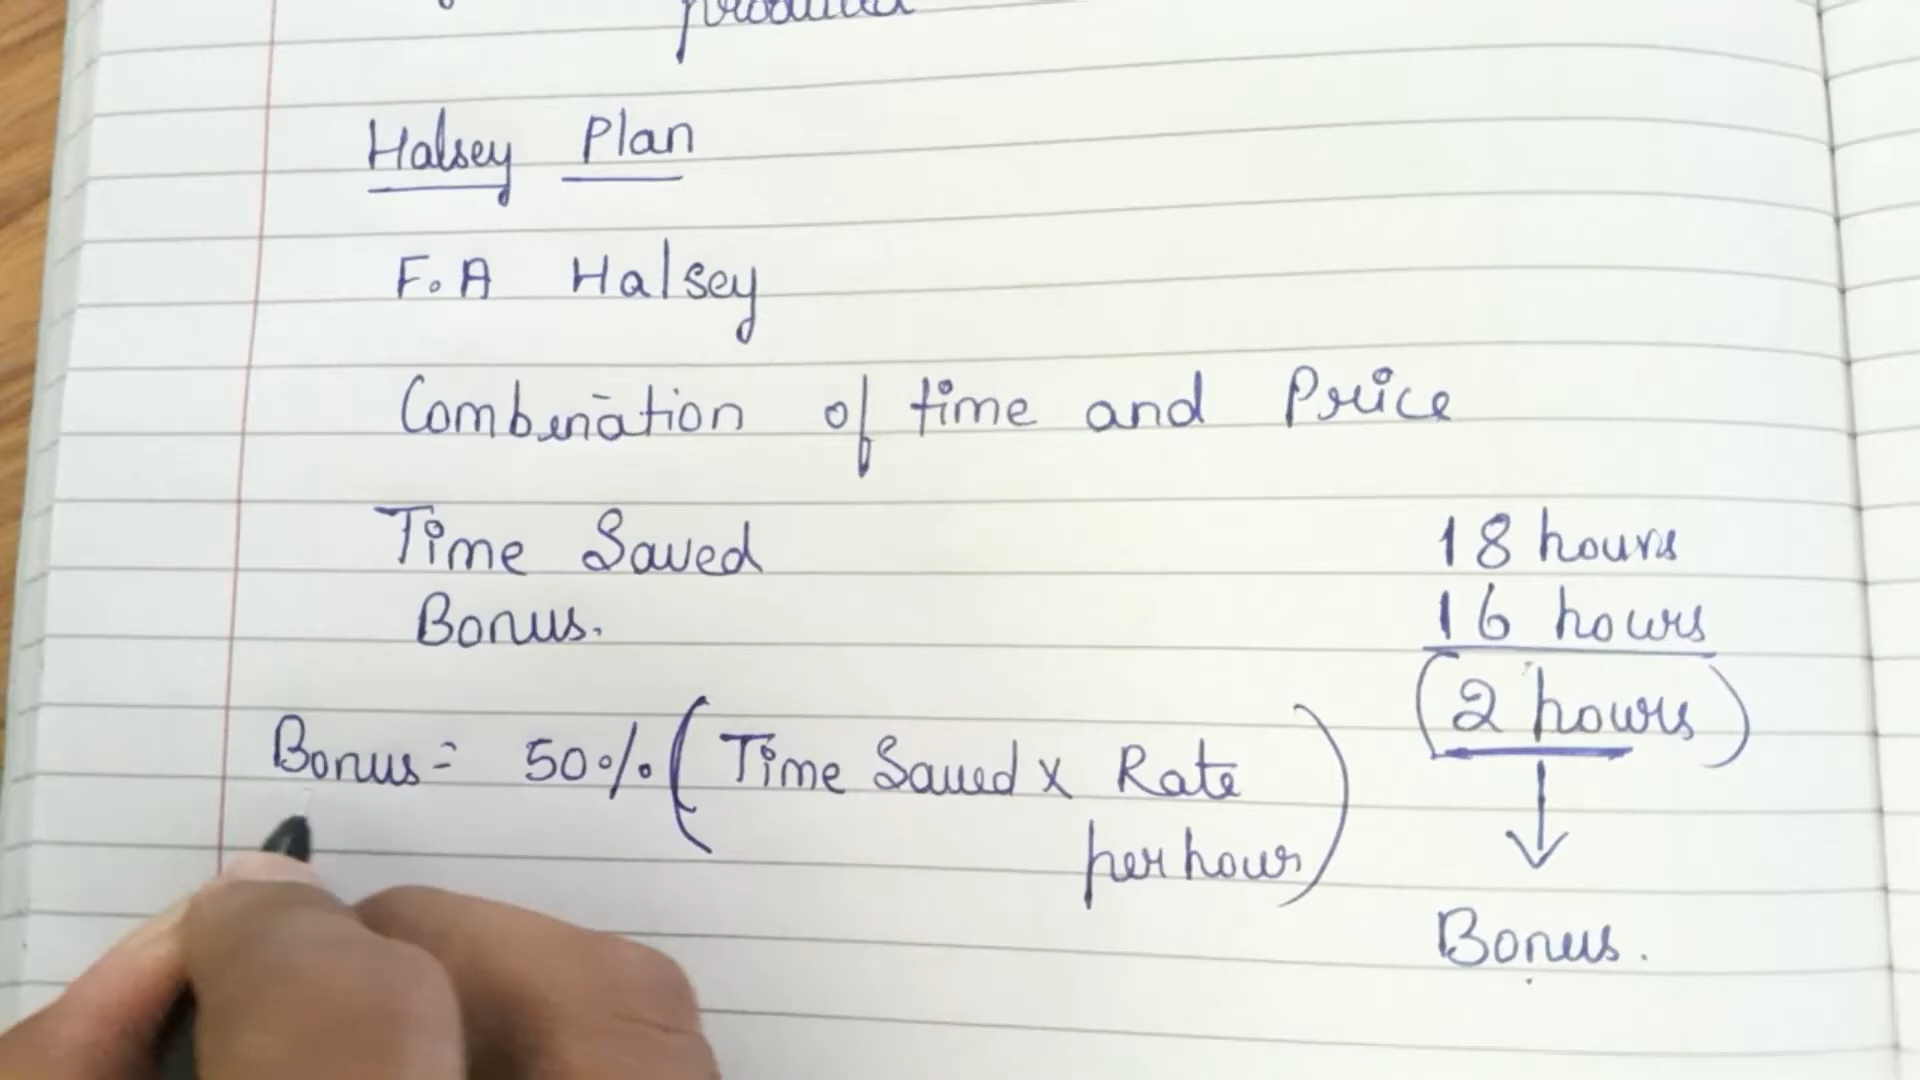 Halsey Plan
F.A Halsey
Combination of time and Price
Time Saved
Bonus.
18 hours
16 hours
(2 hours)
Bonus = 50% (Time Saved x Rate
per hour)
Bonus.